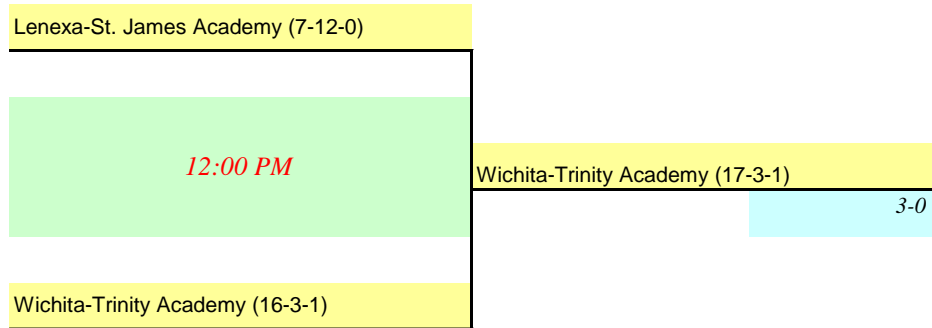 Lenexa-St. James Academy (7-12-0)
12:00 PM
Wichita-Trinity Academy (17-3-1)
3-0
Wichita-Trinity Academy (16-3-1)